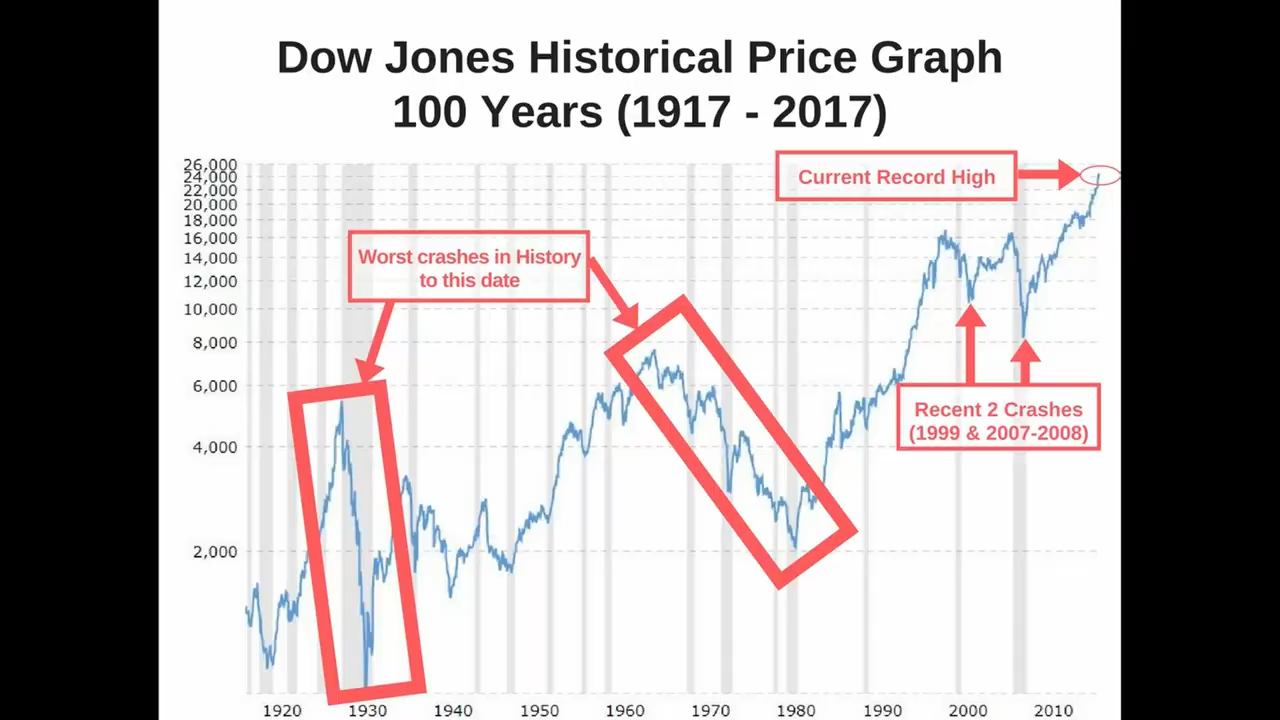 Dow Jones Historical Price Graph
100 Years (1917 - 2017)
26,000
24,000
22,000
20,000
18,000
16,000
14,000
12,000
10,000
8,000
6,000
4,000
2,000
Current Record High
Worst crashes in History
to this date
Recent 2 Crashes
(1999 & 2007-2008)
1920 1930 1940 1950 1960 1970 1980 1990 2000 2010